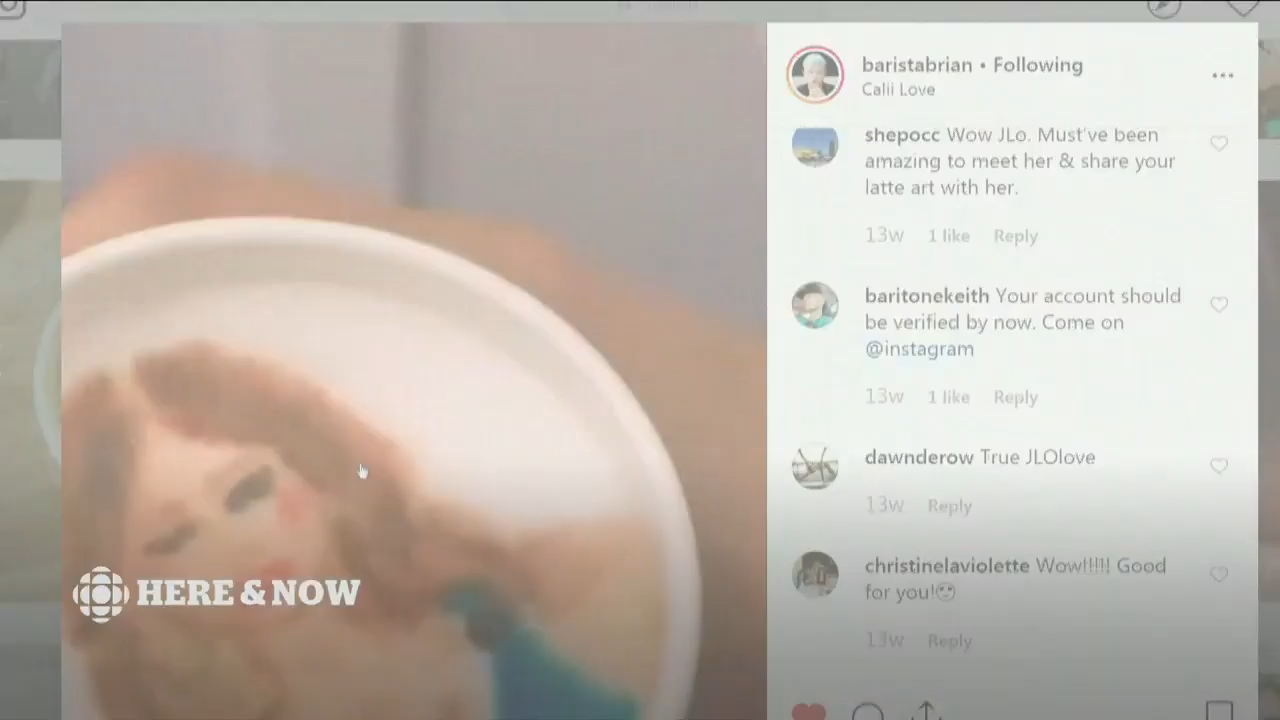 baristabrian • Following
Calii Love
shepocc Wow JLo. Must've been
amazing to meet her & share your
latte art with her.
13w 1 like Reply
baritonekeith Your account should
be verified by now. Come on
@instagram
13w 1 like Reply
dawnderow True JLOlove
13w Reply
christinelaviolette Wow!!!!! Good
for you!🙂
13w Reply
HERE & NOW